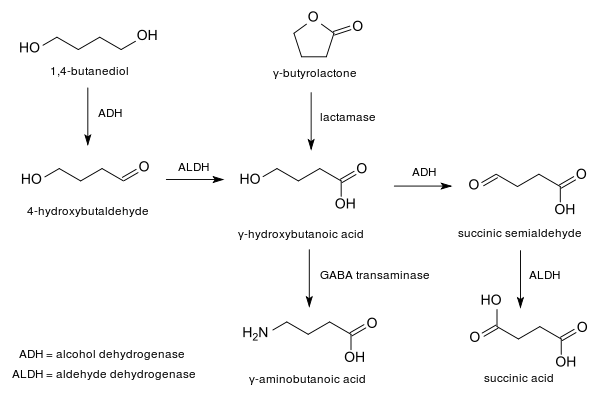 HO
OH
1,4-butanediol
O
O
γ-butyrolactone
ADH
lactamase
HO
O
4-hydroxybutaldehyde
ALDH
HO
O
OH
γ-hydroxybutanoic acid
ADH
O
O
OH
succinic semialdehyde
GABA transaminase
ALDH
H₂N
O
OH
γ-aminobutanoic acid
HO
O
O
OH
succinic acid
ADH = alcohol dehydrogenase
ALDH = aldehyde dehydrogenase